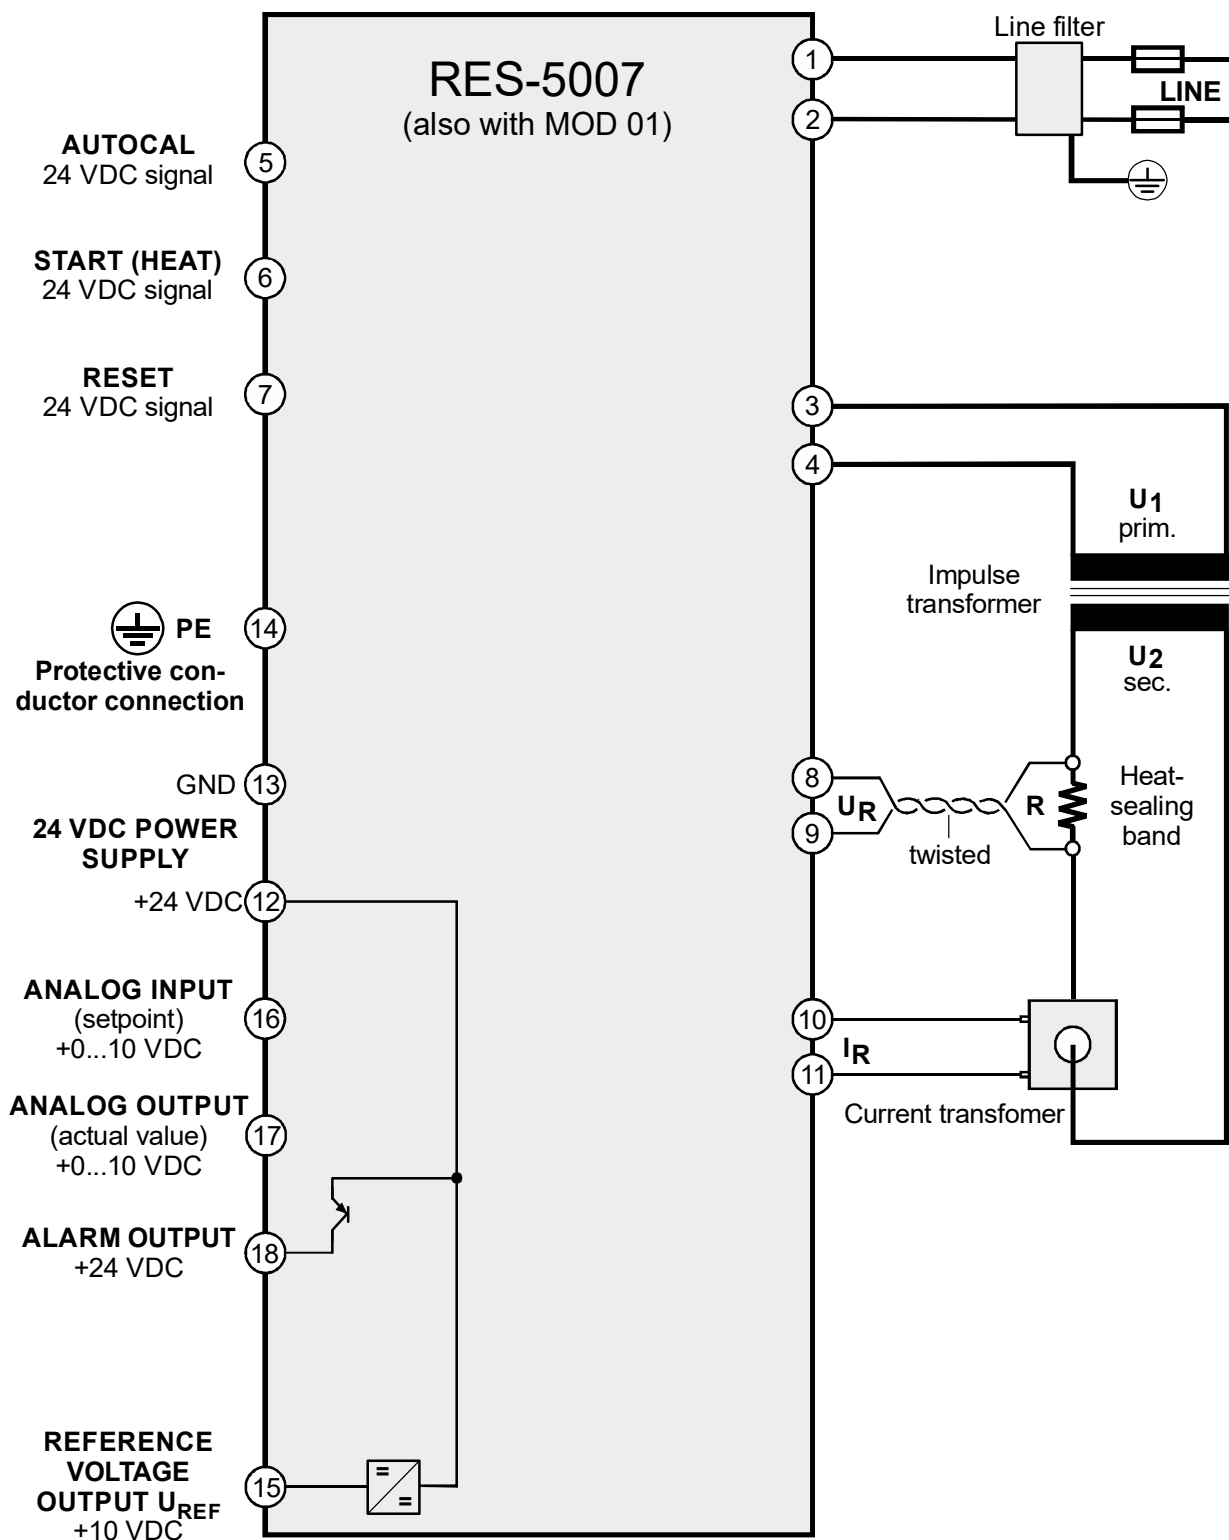 RES-5007
(also with MOD 01)
Line filter
LINE
1
2
AUTOCAL
24 VDC signal
5
START (HEAT)
24 VDC signal
6
RESET
24 VDC signal
7
3
4
U1
prim.
Impulse
transformer
U2
sec.
PE
14
Protective con-
ductor connection
GND
13
24 VDC POWER
SUPPLY
+24 VDC
12
8
9
UR
twisted
R
Heat-
sealing
band
ANALOG INPUT
(setpoint)
+0...10 VDC
16
10
11
IR
Current transfomer
ANALOG OUTPUT
(actual value)
+0...10 VDC
17
ALARM OUTPUT
+24 VDC
18
REFERENCE
VOLTAGE
OUTPUT UREF
+10 VDC
15